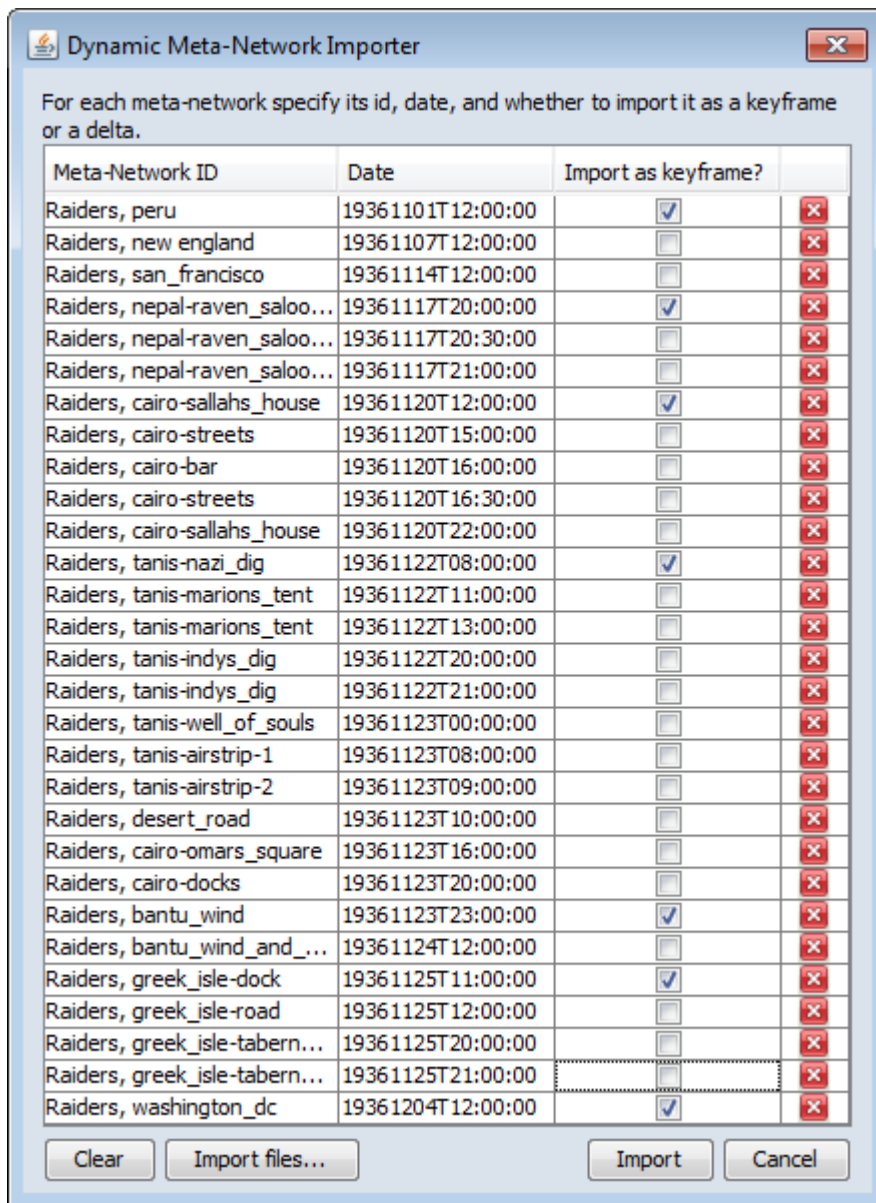 Dynamic Meta-Network Importer
For each meta-network specify its id, date, and whether to import it as a keyframe
or a delta.
Meta-Network ID Date Import as keyframe?
Raiders, peru 19361101T12:00:00
Raiders, new england 19361107T12:00:00
Raiders, san_francisco 19361114T12:00:00
Raiders, nepal-raven_saloo... 19361117T20:00:00
Raiders, nepal-raven_saloo... 19361117T20:30:00
Raiders, nepal-raven_saloo... 19361117T21:00:00
Raiders, cairo-sallahs_house 19361120T12:00:00
Raiders, cairo-streets 19361120T15:00:00
Raiders, cairo-bar 19361120T16:00:00
Raiders, cairo-streets 19361120T16:30:00
Raiders, cairo-sallahs_house 19361120T22:00:00
Raiders, tanis-nazi_dig 19361122T08:00:00
Raiders, tanis-marions_tent 19361122T11:00:00
Raiders, tanis-marions_tent 19361122T13:00:00
Raiders, tanis-indys_dig 19361122T20:00:00
Raiders, tanis-indys_dig 19361122T21:00:00
Raiders, tanis-well_of_souls 19361123T00:00:00
Raiders, tanis-airstrip-1 19361123T08:00:00
Raiders, tanis-airstrip-2 19361123T09:00:00
Raiders, desert_road 19361123T10:00:00
Raiders, cairo-omars_square 19361123T16:00:00
Raiders, cairo-docks 19361123T20:00:00
Raiders, bantu_wind 19361123T23:00:00
Raiders, bantu_wind_and_... 19361124T12:00:00
Raiders, greek_isle-dock 19361125T11:00:00
Raiders, greek_isle-road 19361125T12:00:00
Raiders, greek_isle-tabern... 19361125T20:00:00
Raiders, greek_isle-tabern... 19361125T21:00:00
Raiders, washington_dc 19361204T12:00:00
Clear Import files... Import Cancel